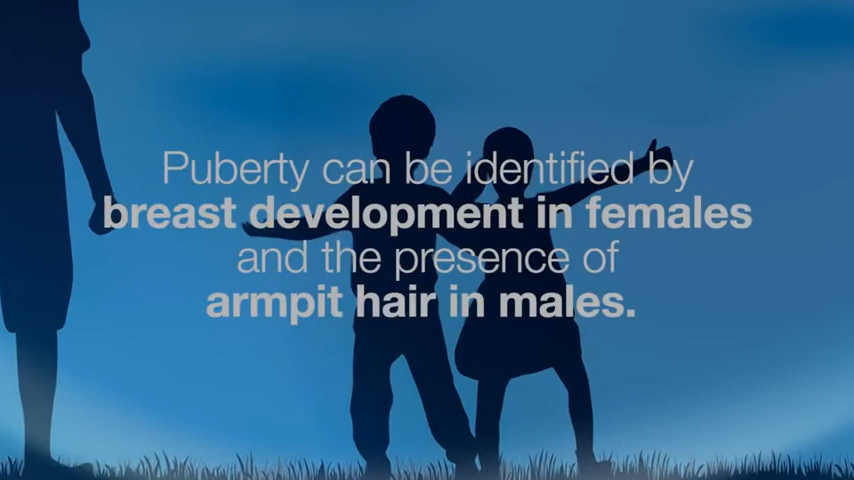 Puberty can be identified by
breast development in females
and the presence of
armpit hair in males.